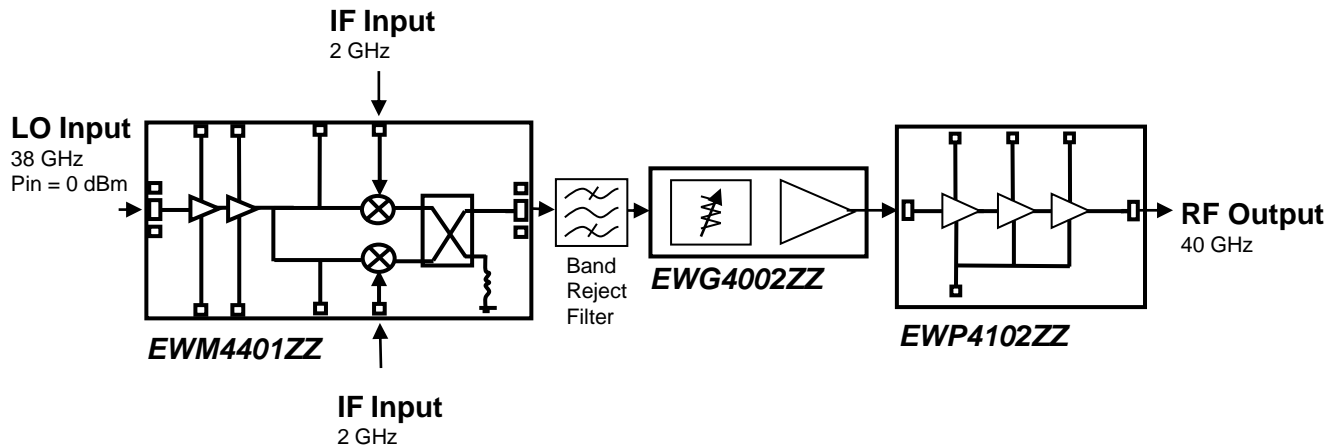 IF Input
2 GHz
LO Input
38 GHz
Pin = 0 dBm
Band
Reject
Filter
EWM4401ZZ
EWG4002ZZ
EWP4102ZZ
RF Output
40 GHz
IF Input
2 GHz